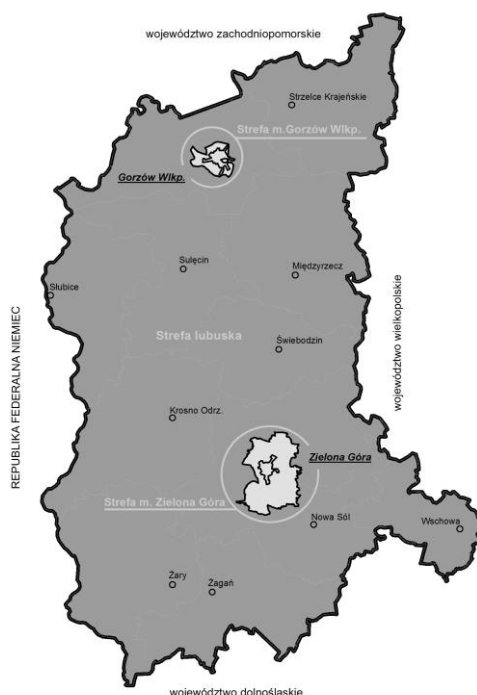 województwo zachodniopomorskie
Strzelce Krajeńskie
Strefa m.Gorzów Wlkp.
Gorzów Wlkp.
Sulęcin
Międzyrzecz
Słubice
REPUBLIKA FEDERALNA NIEMIEC
województwo wielkopolskie
Strefa lubuska
Świebodzin
Krosno Odrz.
Zielona Góra
Strefa m. Zielona Góra
Nowa Sól
Wschowa
Żary
Żagań
województwo dolnośląskie